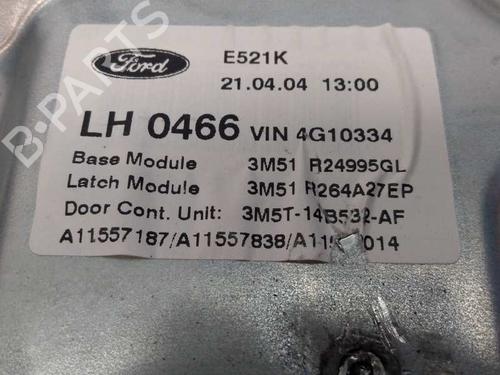 Ford
E521K
21.04.04 13:00
LH 0466 VIN 4G10334
Base Module 3M51 R24995GL
Latch Module 3M51 R264A27EP
Door Cont. Unit: 3M5T-14B532-AF
A11557187/A11557838/
B-PARTS